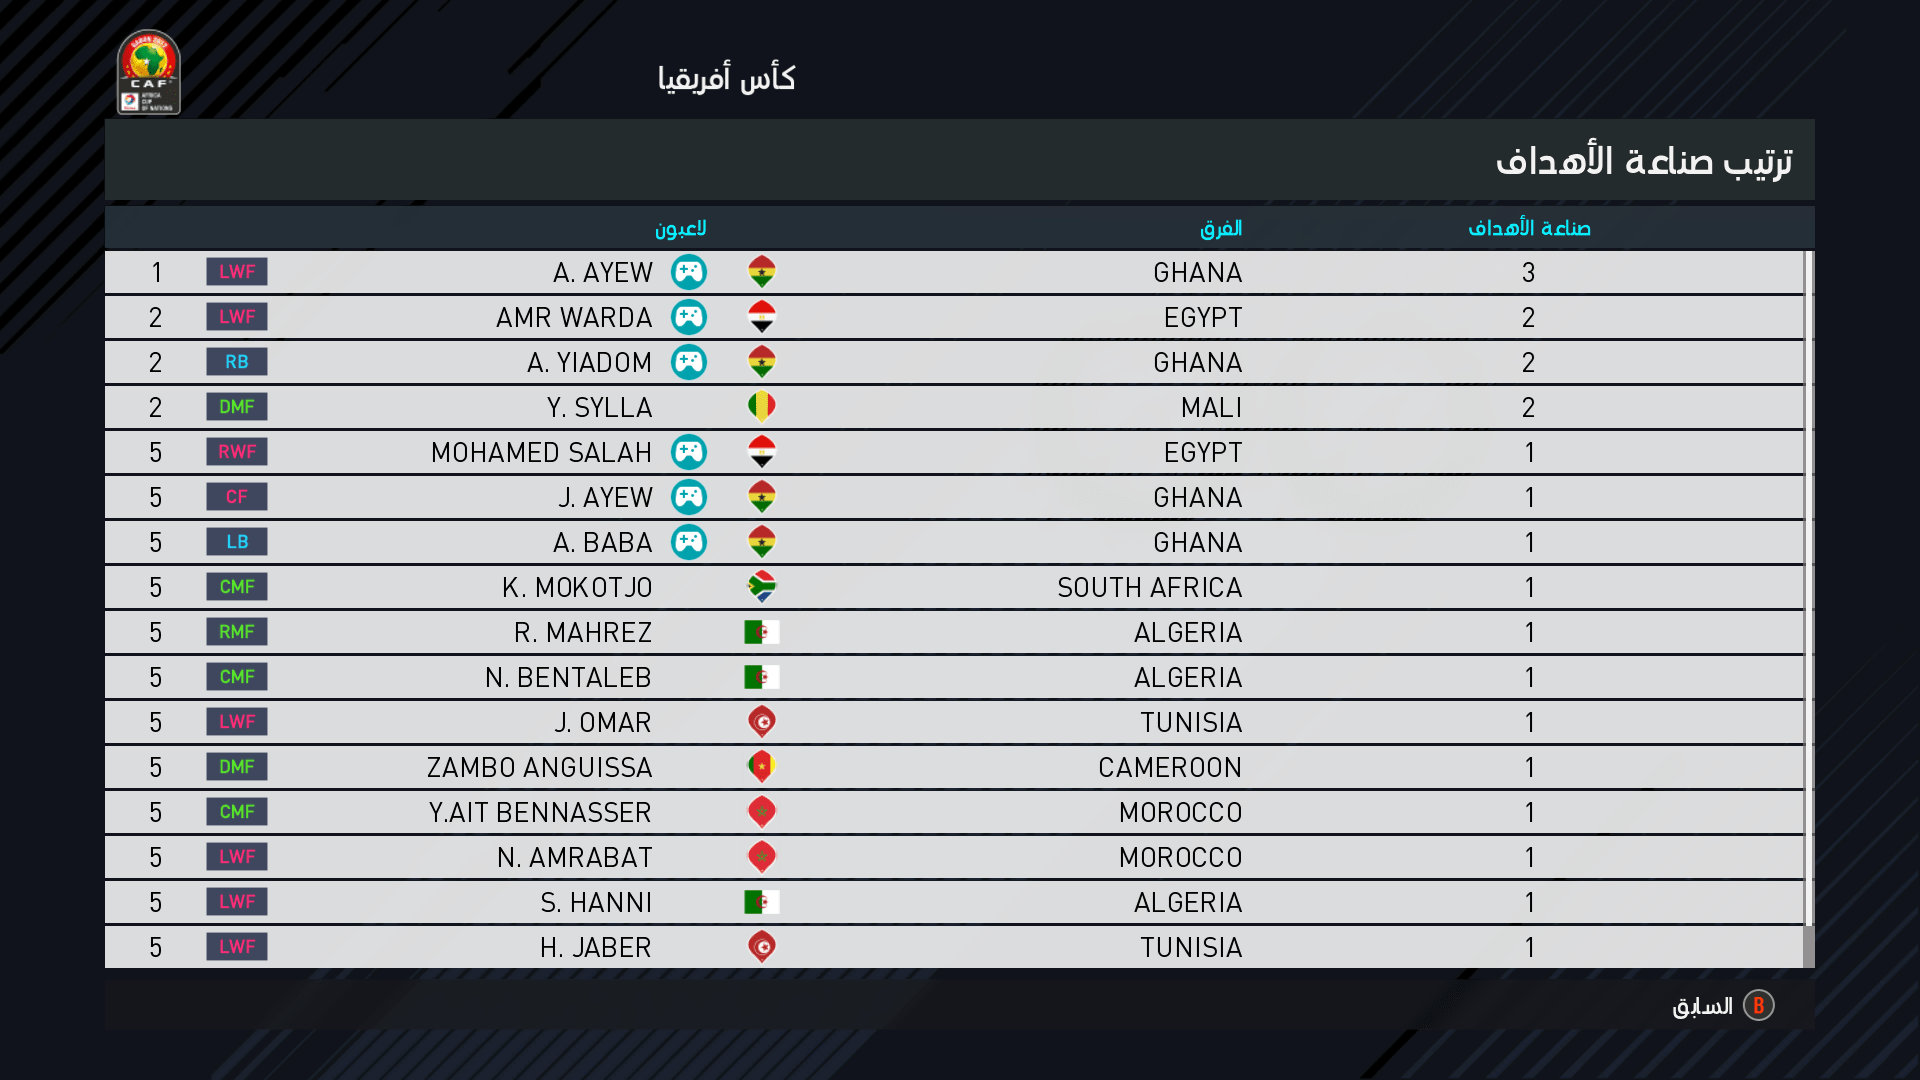 CAF
كأس أفريقيا
ترتيب صناعة الأهداف
لاعبون الفرق صناعة الأهداف
1 LWF A. AYEW GHANA 3
2 LWF AMR WARDA EGYPT 2
2 RB A. YIADOM GHANA 2
2 DMF Y. SYLLA MALI 2
5 RWF MOHAMED SALAH EGYPT 1
5 CF J. AYEW GHANA 1
5 LB A. BABA GHANA 1
5 CMF K. MOKOTJO SOUTH AFRICA 1
5 RMF R. MAHREZ ALGERIA 1
5 CMF N. BENTALEB ALGERIA 1
5 LWF J. OMAR TUNISIA 1
5 DMF ZAMBO ANGUISSA CAMEROON 1
5 CMF Y.AIT BENNASSER MOROCCO 1
5 LWF N. AMRABAT MOROCCO 1
5 LWF S. HANNI ALGERIA 1
5 LWF H. JABER TUNISIA 1
B السابق